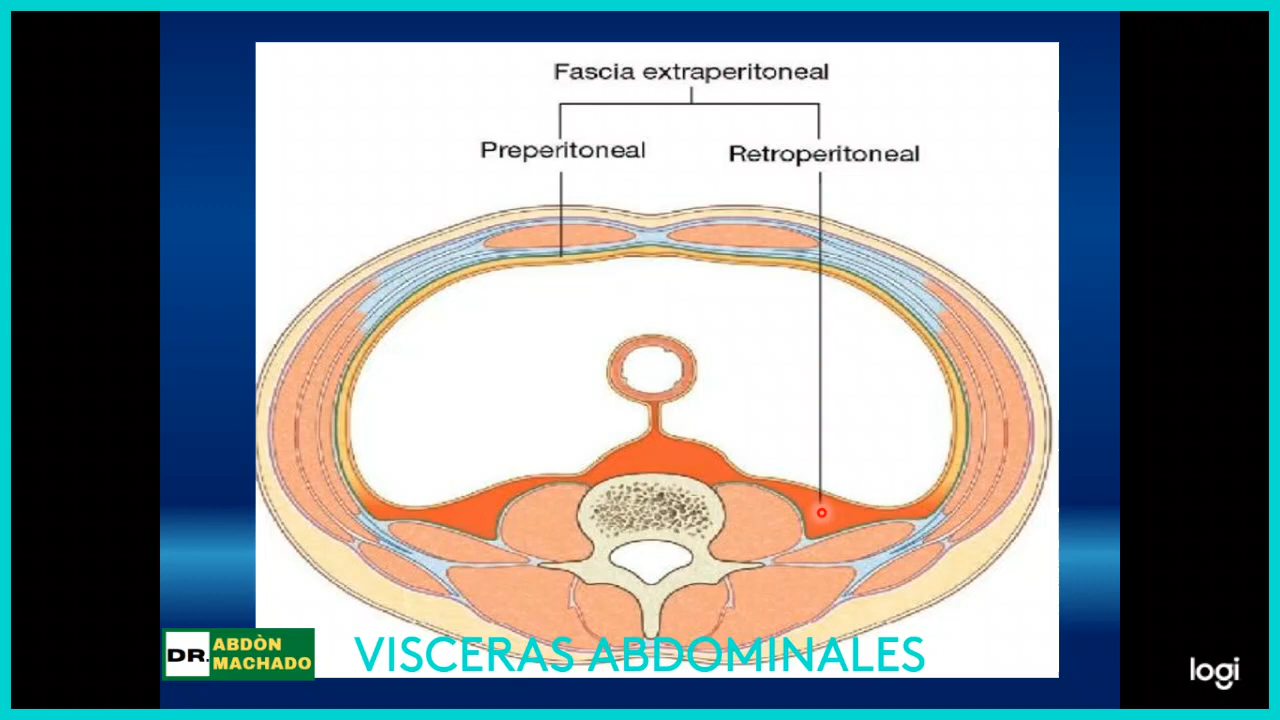 Fascia extraperitoneal
Preperitoneal
Retroperitoneal
DR. ABDÒN MACHADO
VISCERAS ABDOMINALES
logi